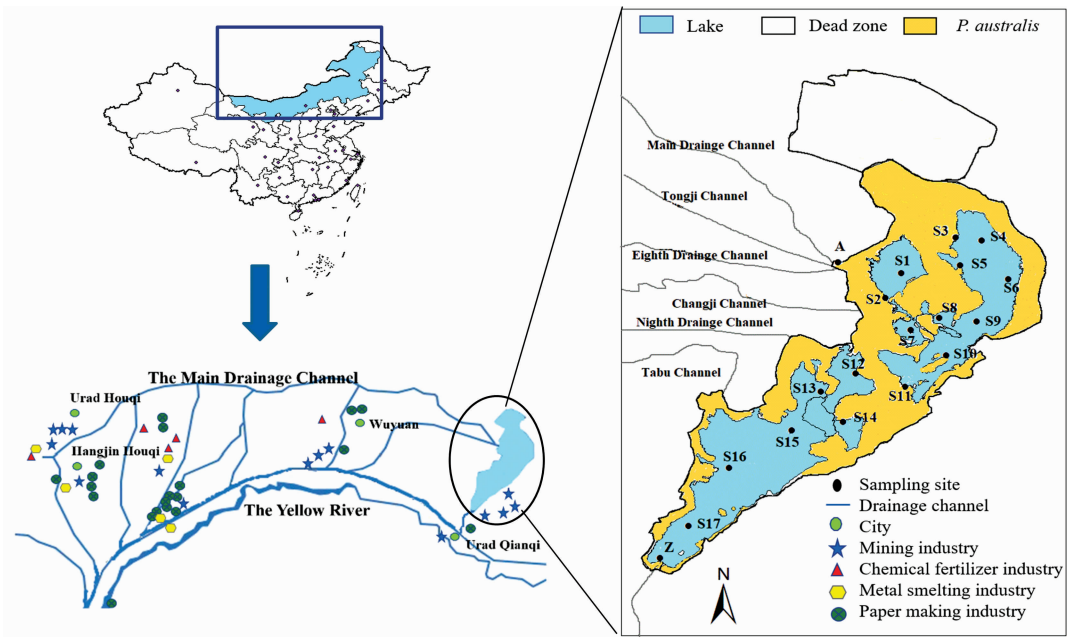 Lake
Dead zone
P. australis
Main Drainge Channel
Tongji Channel
A
Eighth Drainge Channel
Changji Channel
Nighth Drainge Channel
Tabu Channel
S3
S4
S1
S5
S6
S2
S8
S9
S7
S10
S12
S13
S11
S14
S15
S16
S17
Z
N
Sampling site
Drainage channel
City
Mining industry
Chemical fertilizer industry
Metal smelting industry
Paper making industry
The Main Drainage Channel
Urad Houqi
Wuyuan
Hangjin Houqi
The Yellow River
Urad Qianqi